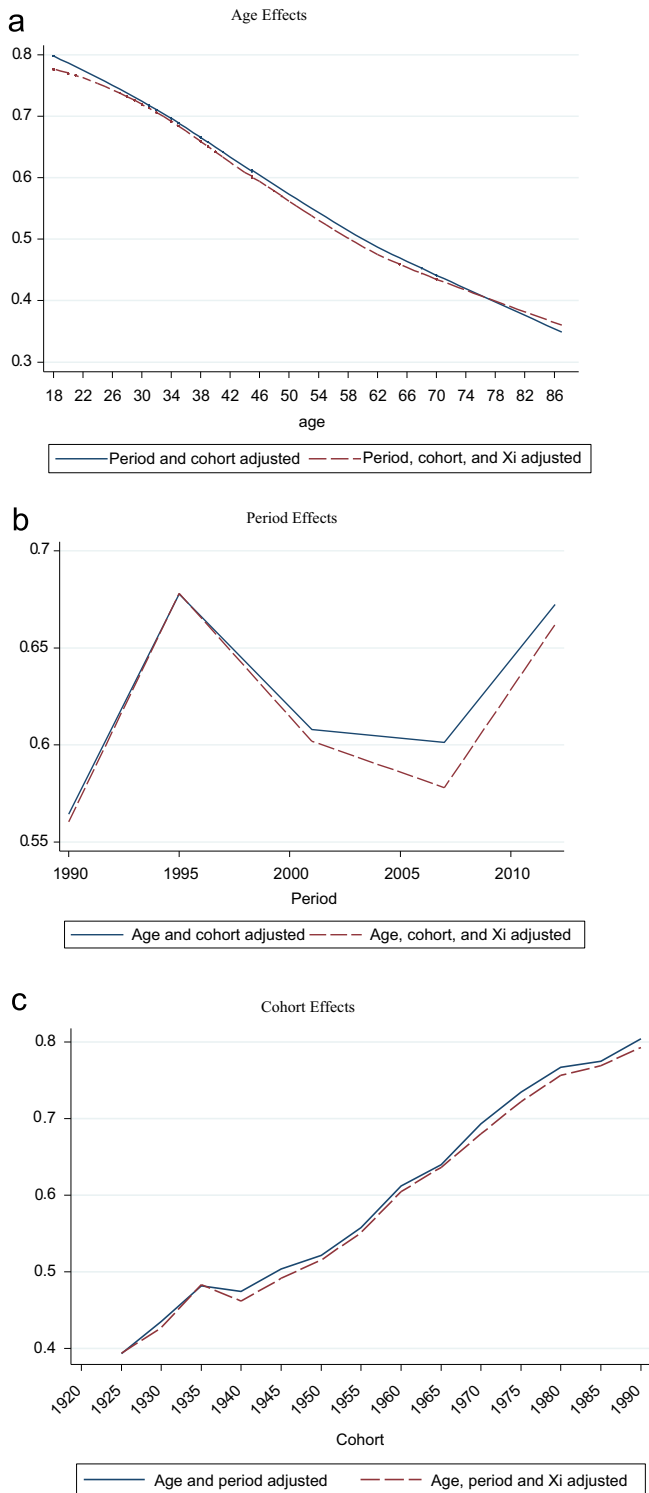 a
Age Effects
0.8
0.7
0.6
0.5
0.4
0.3
18 22 26 30 34 38 42 46 50 54 58 62 66 70 74 78 82 86
age
Period and cohort adjusted Period, cohort, and Xi adjusted
b
Period Effects
0.7
0.65
0.6
0.55
1990 1995 2000 2005 2010
Period
Age and cohort adjusted Age, cohort, and Xi adjusted
c
Cohort Effects
0.8
0.7
0.6
0.5
0.4
1920 1925 1930 1935 1940 1945 1950 1955 1960 1965 1970 1975 1980 1985 1990
Cohort
Age and period adjusted Age, period and Xi adjusted